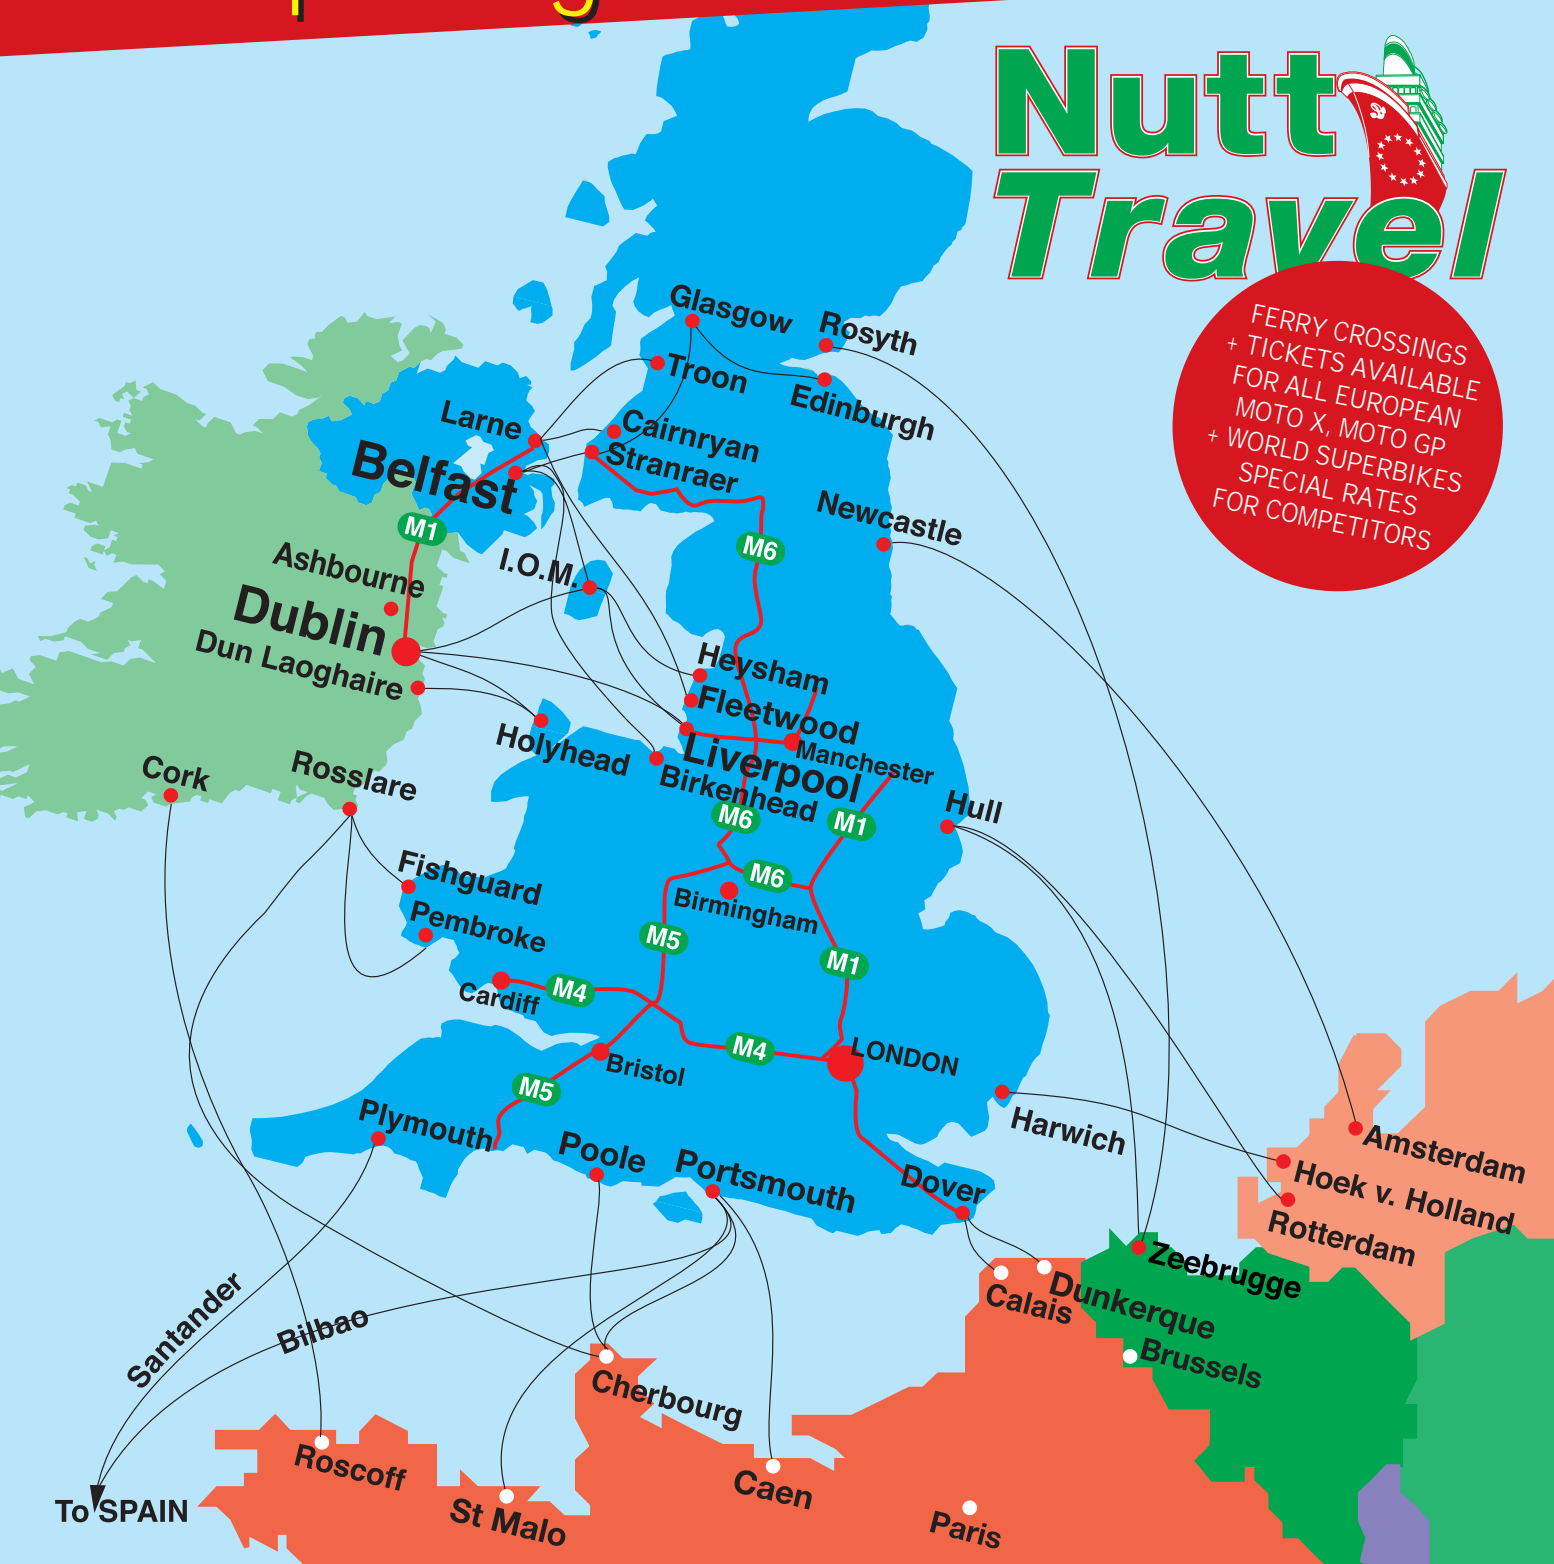 Nutt
Travel
FERRY CROSSINGS
+ TICKETS AVAILABLE
FOR ALL EUROPEAN
MOTO X, MOTO GP
+ WORLD SUPERBIKES
SPECIAL RATES
FOR COMPETITORS
Glasgow
Rosyth
Troon
Edinburgh
Larne
Cairnryan
Belfast
Stranraer
M1
Newcastle
M6
Ashbourne
I.O.M.
Dublin
Dun Laoghaire
Heysham
Fleetwood
Holyhead
Liverpool
Manchester
Birkenhead
Cork
Rosslare
Hull
M6
M1
M6
Fishguard
Birmingham
Pembroke
M5
M1
Cardiff
M4
M4
LONDON
Bristol
M5
Plymouth
Harwich
Poole
Portsmouth
Dover
Amsterdam
Hoek v. Holland
Rotterdam
Zeebrugge
Dunkerque
Calais
Brussels
Santander
Bilbao
Cherbourg
Roscoff
Caen
St Malo
Paris
To SPAIN